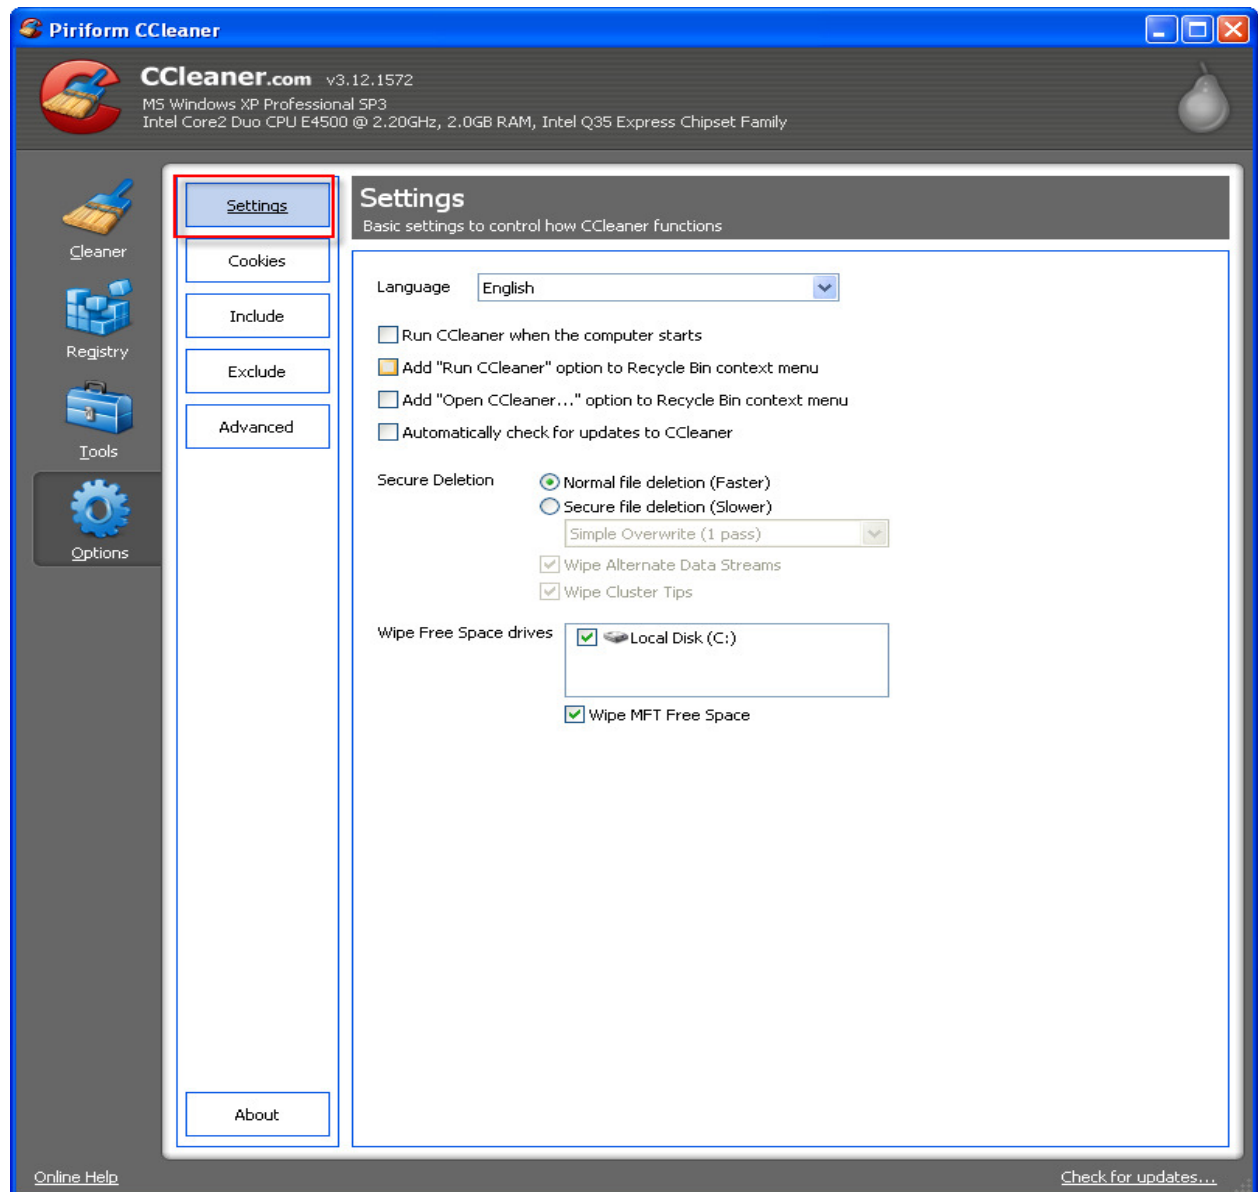 Piriform CCleaner
CCleaner.com v3.12.1572
MS Windows XP Professional SP3
Intel Core2 Duo CPU E4500 @ 2.20GHz, 2.0GB RAM, Intel Q35 Express Chipset Family
Cleaner
Registry
Tools
Options
Settings
Cookies
Include
Exclude
Advanced
About
Settings
Basic settings to control how CCleaner functions
Language English
Run CCleaner when the computer starts
Add "Run CCleaner" option to Recycle Bin context menu
Add "Open CCleaner..." option to Recycle Bin context menu
Automatically check for updates to CCleaner
Secure Deletion Normal file deletion (Faster)
Secure file deletion (Slower)
Simple Overwrite (1 pass)
Wipe Alternate Data Streams
Wipe Cluster Tips
Wipe Free Space drives Local Disk (C:)
Wipe MFT Free Space
Online Help Check for updates...